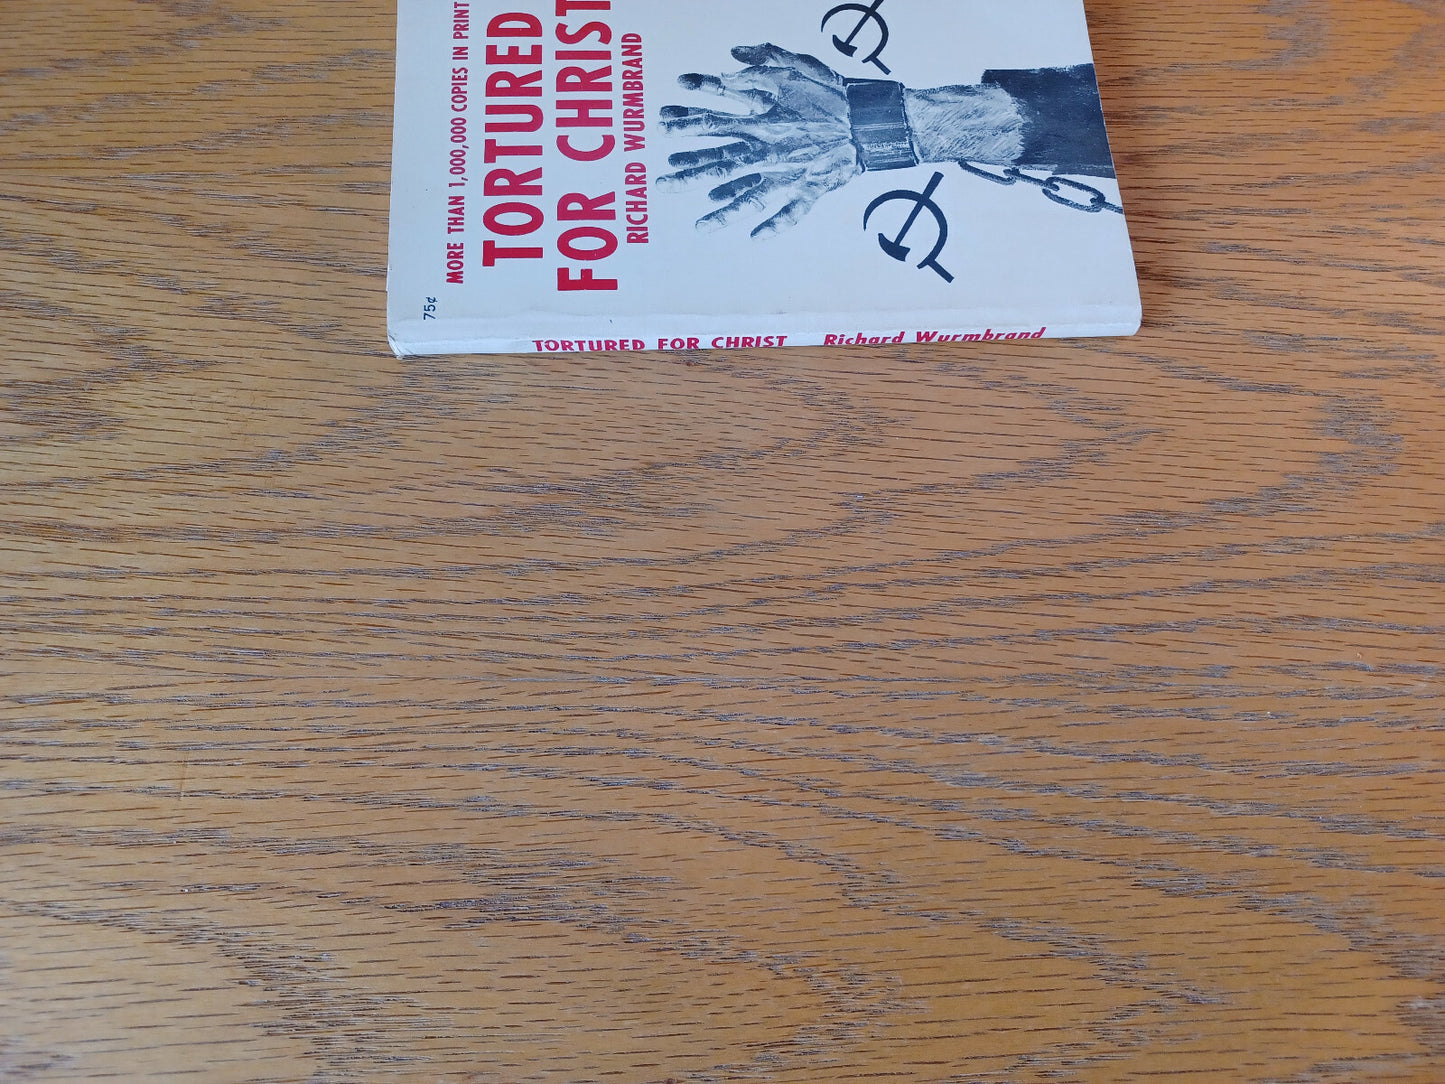 75¢
MORE THAN 1,000,000 COPIES IN PRINT
TORTURED
FOR CHRIST
RICHARD WURMBRAND
TORTURED FOR CHRIST Richard Wurmbrand